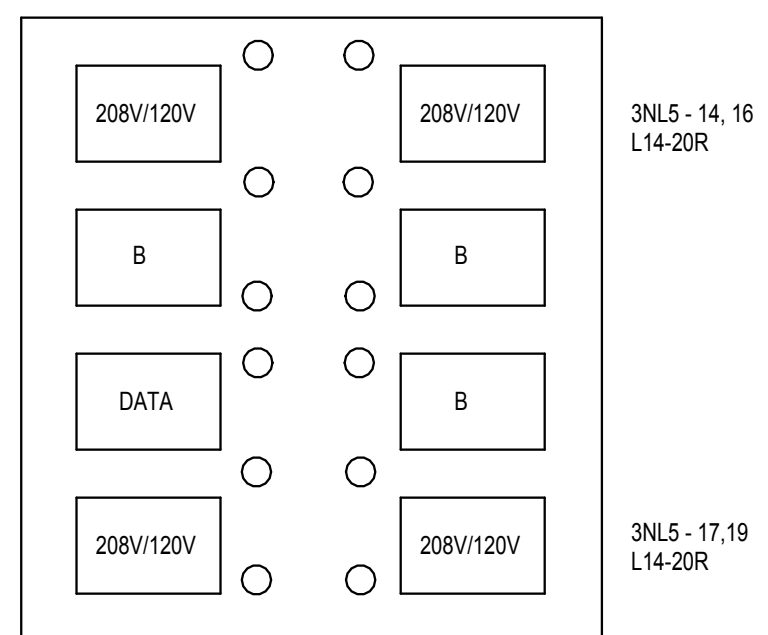 208V/120V
208V/120V
3NL5 - 14, 16
L14-20R
B
B
DATA
B
208V/120V
208V/120V
3NL5 - 17,19
L14-20R